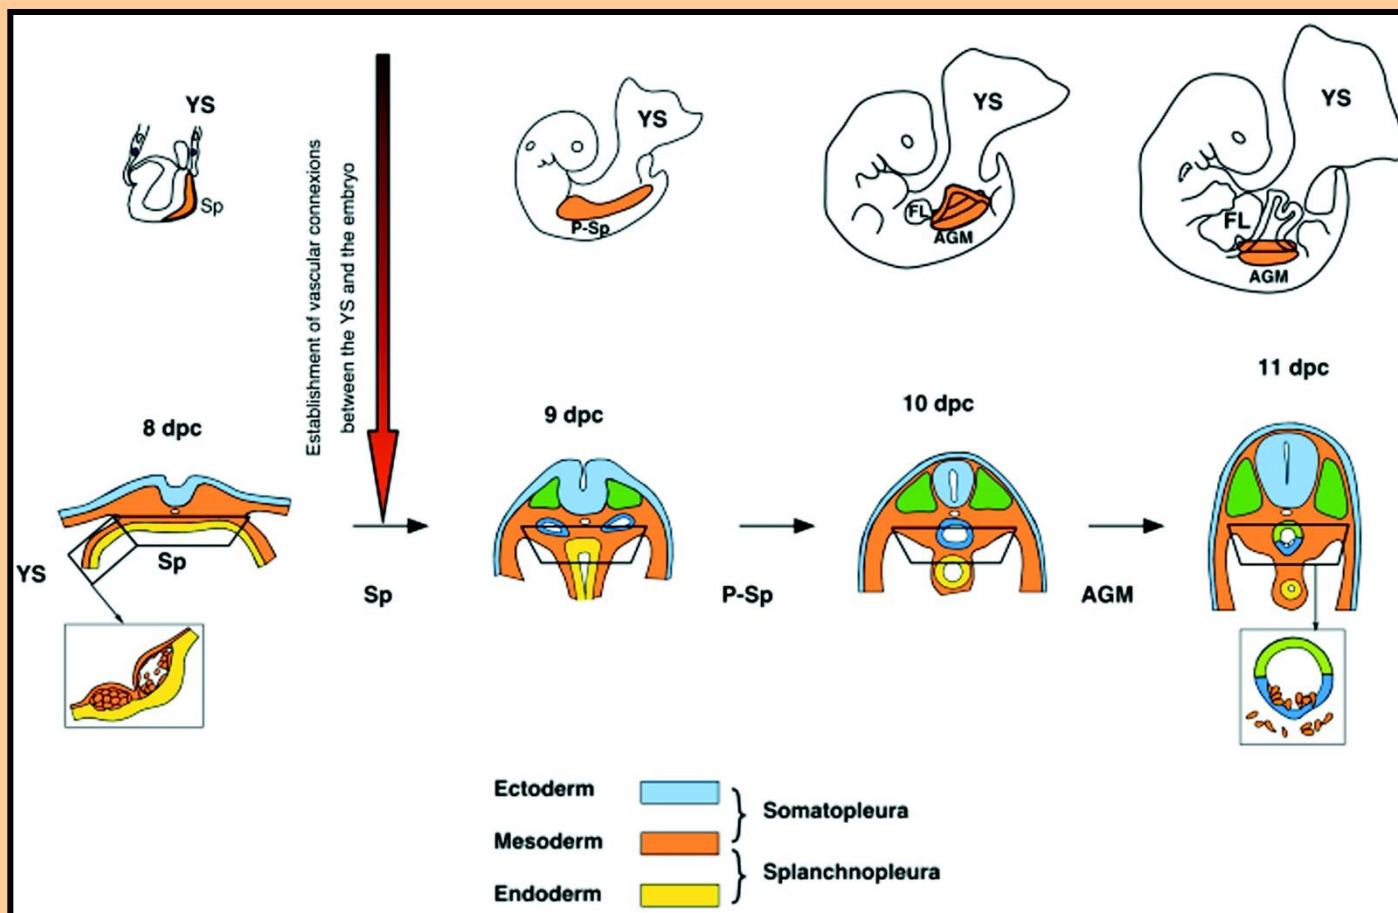 YS
Sp
Establishment of vascular connexions
between the YS and the embryo
YS
P-Sp
YS
FL
AGM
YS
FL
AGM
8 dpc
9 dpc
10 dpc
11 dpc
YS
Sp
Sp
P-Sp
AGM
Ectoderm
Mesoderm
Endoderm
Somatopleura
Splanchnopleura